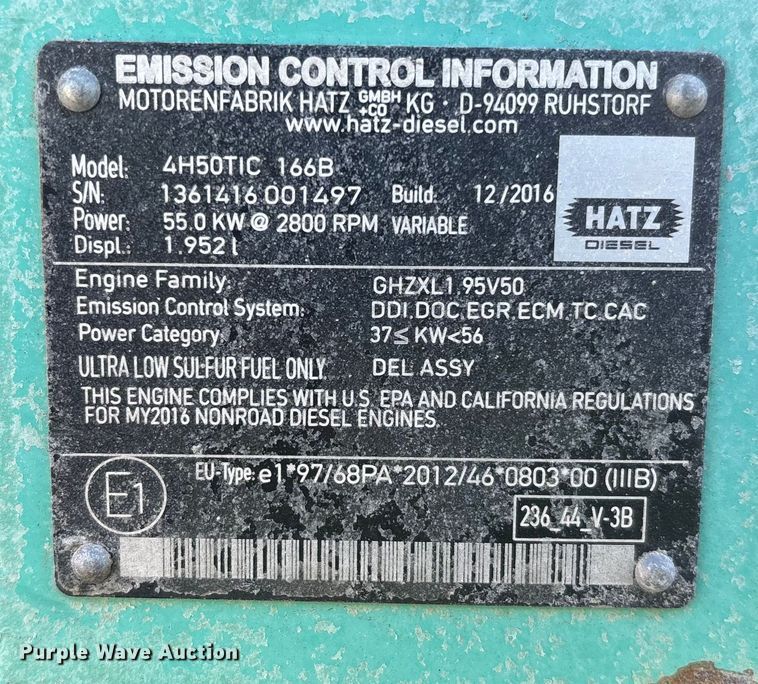 EMISSION CONTROL INFORMATION
MOTORENFABRIK HATZ GMBH +CO KG · D-94099 RUHSTORF
www.hatz-diesel.com
Model: 4H50TIC 166B
S/N: 1361416 001497 Build: 12/2016
Power: 55.0 KW @ 2800 RPM VARIABLE
Displ.: 1.952 l
HATZ
DIESEL
Engine Family: GHZXL1.95V50
Emission Control System: DDI.DOC.EGR.ECM.TC.CAC
Power Category: 37≤ KW<56
ULTRA LOW SULFUR FUEL ONLY DEL ASSY
THIS ENGINE COMPLIES WITH U.S. EPA AND CALIFORNIA REGULATIONS
FOR MY2016 NONROAD DIESEL ENGINES.
E1
EU-Type: e1*97/68PA*2012/46*0803*00 (IIIB)
236_44_V-3B
Purple Wave Auction